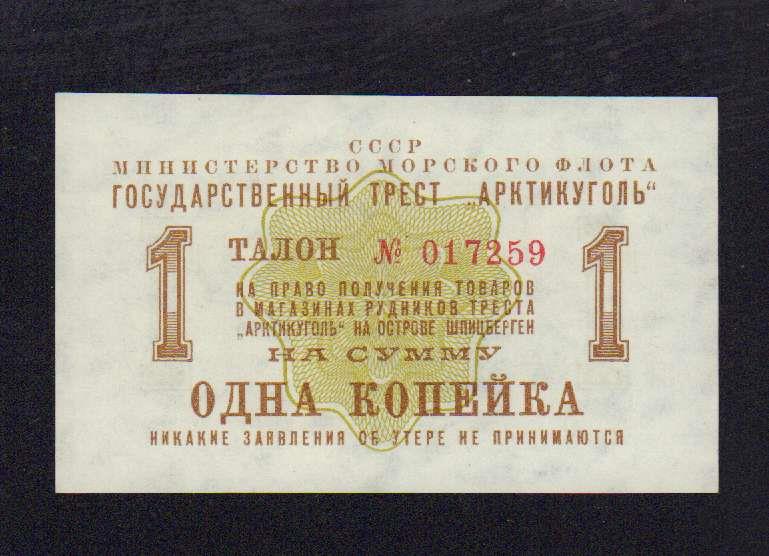 СССР
МИНИСТЕРСТВО МОРСКОГО ФЛОТА
ГОСУДАРСТВЕННЫЙ ТРЕСТ „АРКТИКУГОЛЬ“
1 ТАЛОН № 017259 1
НА ПРАВО ПОЛУЧЕНИЯ ТОВАРОВ
В МАГАЗИНАХ РУДНИКОВ ТРЕСТА
„АРКТИКУГОЛЬ“ НА ОСТРОВЕ ШПИЦБЕРГЕН
НА СУММУ
ОДНА КОПЕЙКА
НИКАКИЕ ЗАЯВЛЕНИЯ ОБ УТЕРЕ НЕ ПРИНИМАЮТСЯ